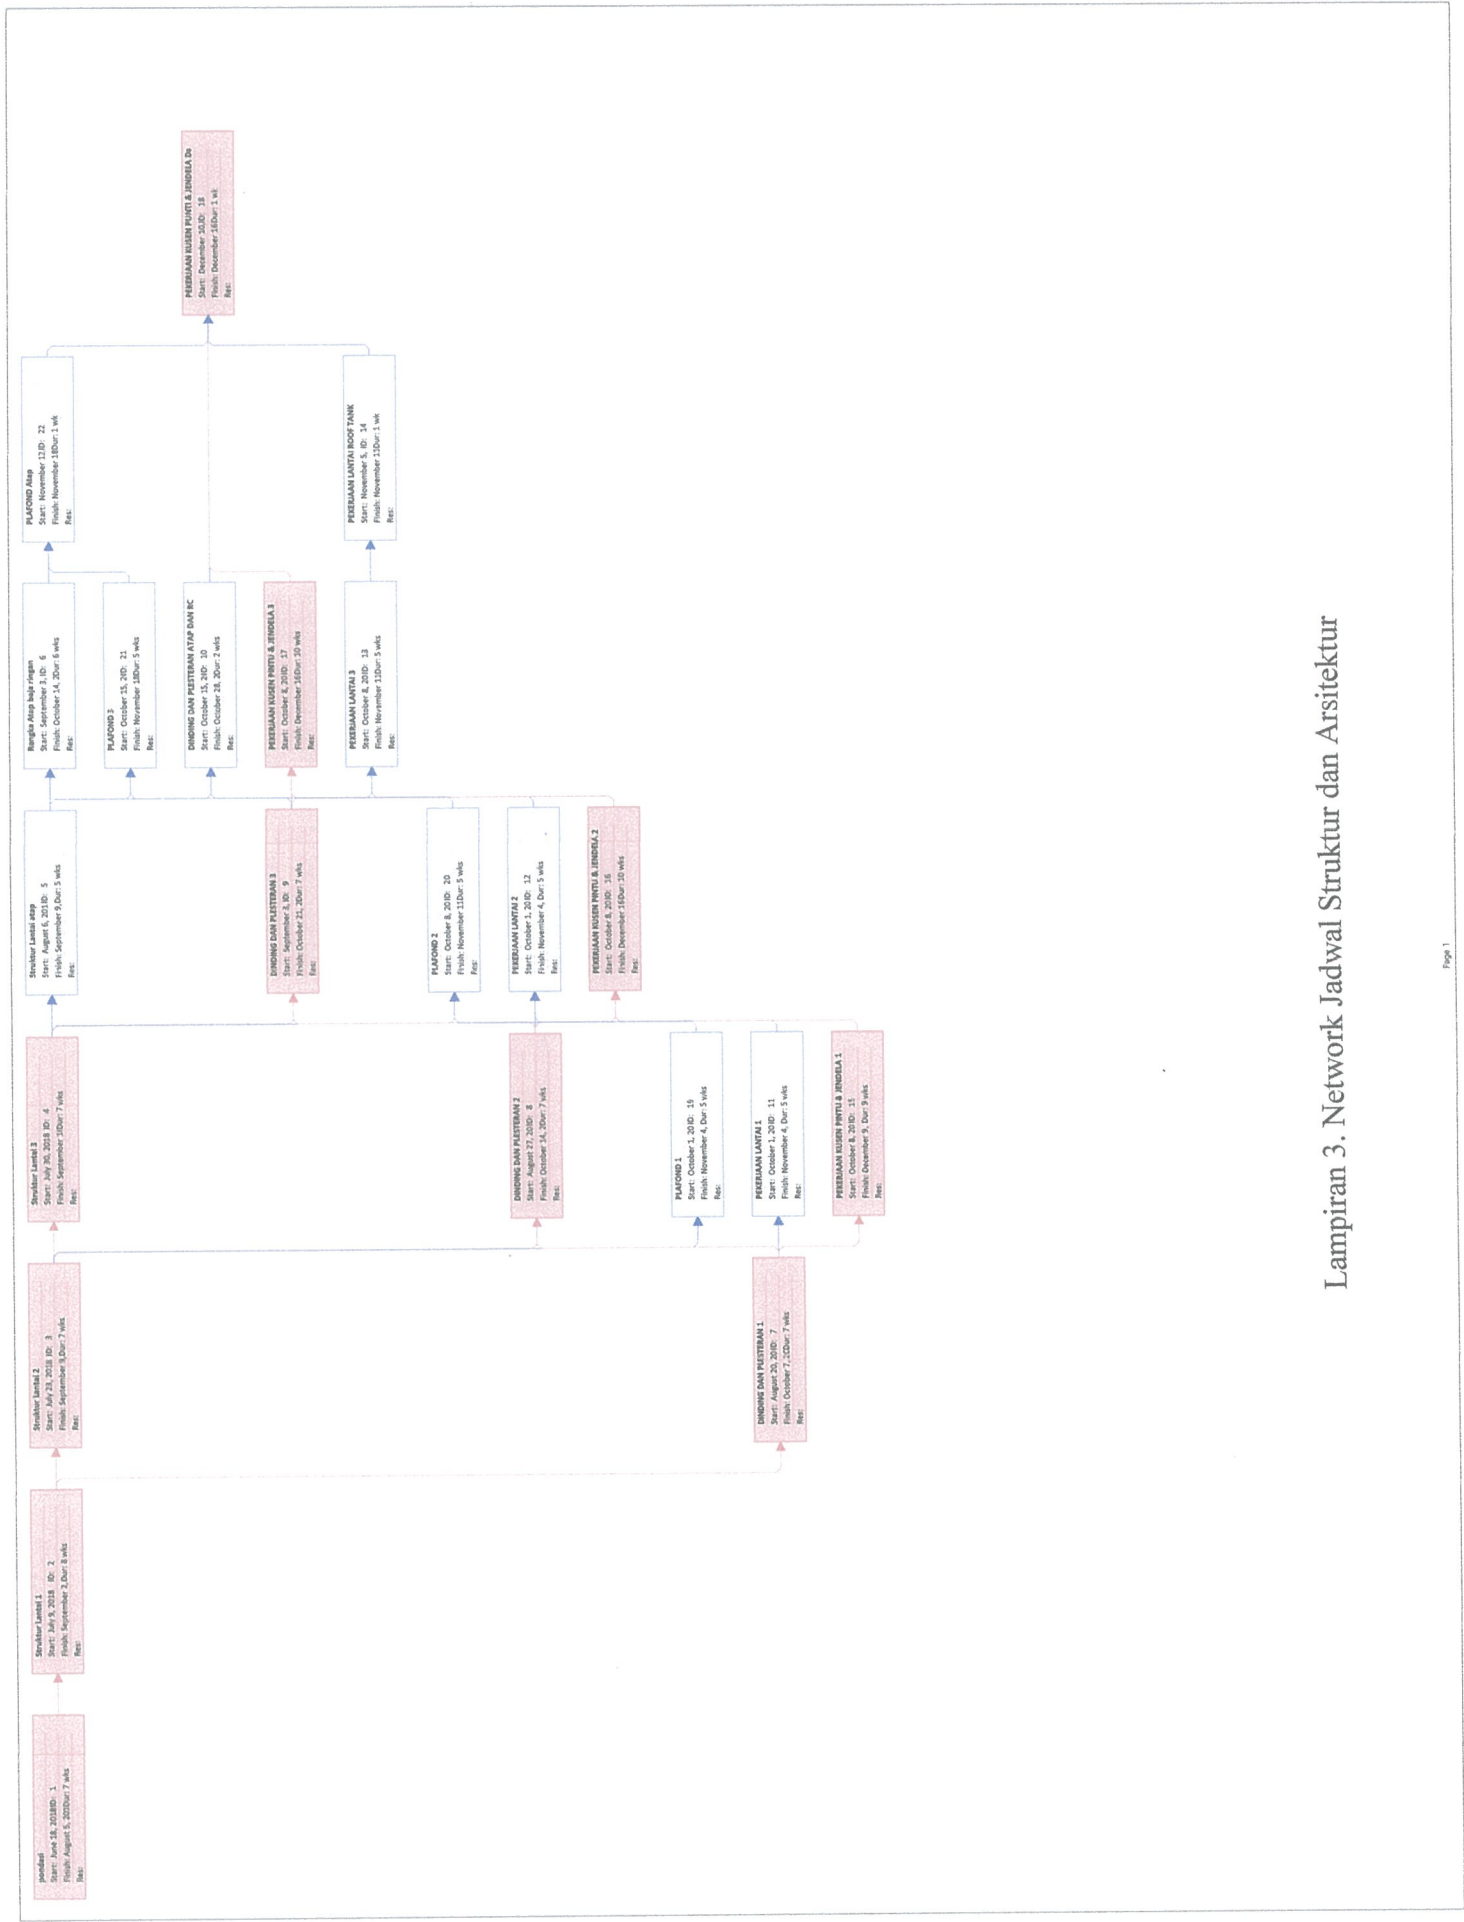 pondasi
Start: June 18, 2018ID: 1
Finish: August 5, 201Dur: 7 wks
Res:
Struktur Lantai 1
Start: July 9, 2018 ID: 2
Finish: September 2,Dur: 8 wks
Res:
Struktur Lantai 2
Start: July 23, 2018 ID: 3
Finish: September 9,Dur: 7 wks
Res:
DINDING DAN PLESTERAN 1
Start: August 20, 20ID: 7
Finish: October 7, 20Dur: 7 wks
Res:
Struktur Lantai 3
Start: July 30, 2018 ID: 4
Finish: September 16Dur: 7 wks
Res:
DINDING DAN PLESTERAN 2
Start: August 27, 20ID: 8
Finish: October 14, 2Dur: 7 wks
Res:
PLAFOND 1
Start: October 1, 20ID: 19
Finish: November 4, Dur: 5 wks
Res:
PEKERJAAN LANTAI 1
Start: October 1, 20ID: 11
Finish: November 4, Dur: 5 wks
Res:
PEKERJAAN KUSEN PINTU & JENDELA 1
Start: October 8, 20ID: 15
Finish: December 9, Dur: 9 wks
Res:
Struktur Lantai atap
Start: August 6, 201ID: 5
Finish: September 9,Dur: 5 wks
Res:
DINDING DAN PLESTERAN 3
Start: September 3, ID: 9
Finish: October 21, 2Dur: 7 wks
Res:
PLAFOND 2
Start: October 8, 20ID: 20
Finish: November 11Dur: 5 wks
Res:
PEKERJAAN LANTAI 2
Start: October 1, 20ID: 12
Finish: November 4, Dur: 5 wks
Res:
PEKERJAAN KUSEN PINTU & JENDELA 2
Start: October 8, 20ID: 16
Finish: December 16Dur: 10 wks
Res:
Rangka Atap baja ringan
Start: September 3, ID: 6
Finish: October 14, 2Dur: 6 wks
Res:
PLAFOND 3
Start: October 15, 2ID: 21
Finish: November 18Dur: 5 wks
Res:
DINDING DAN PLESTERAN ATAP DAN RC
Start: October 15, 2ID: 10
Finish: October 28, 2Dur: 2 wks
Res:
PEKERJAAN KUSEN PINTU & JENDELA 3
Start: October 8, 20ID: 17
Finish: December 16Dur: 10 wks
Res:
PEKERJAAN LANTAI 3
Start: October 8, 20ID: 13
Finish: November 11Dur: 5 wks
Res:
PLAFOND Atap
Start: November 12,ID: 22
Finish: November 18Dur: 1 wk
Res:
PEKERJAAN LANTAI ROOF TANK
Start: November 5, ID: 14
Finish: November 11Dur: 1 wk
Res:
PEKERJAAN KUSEN PUNTI & JENDELA Da
Start: December 10,ID: 18
Finish: December 16Dur: 1 wk
Res:
Lampiran 3. Network Jadwal Struktur dan Arsitektur
Page 1